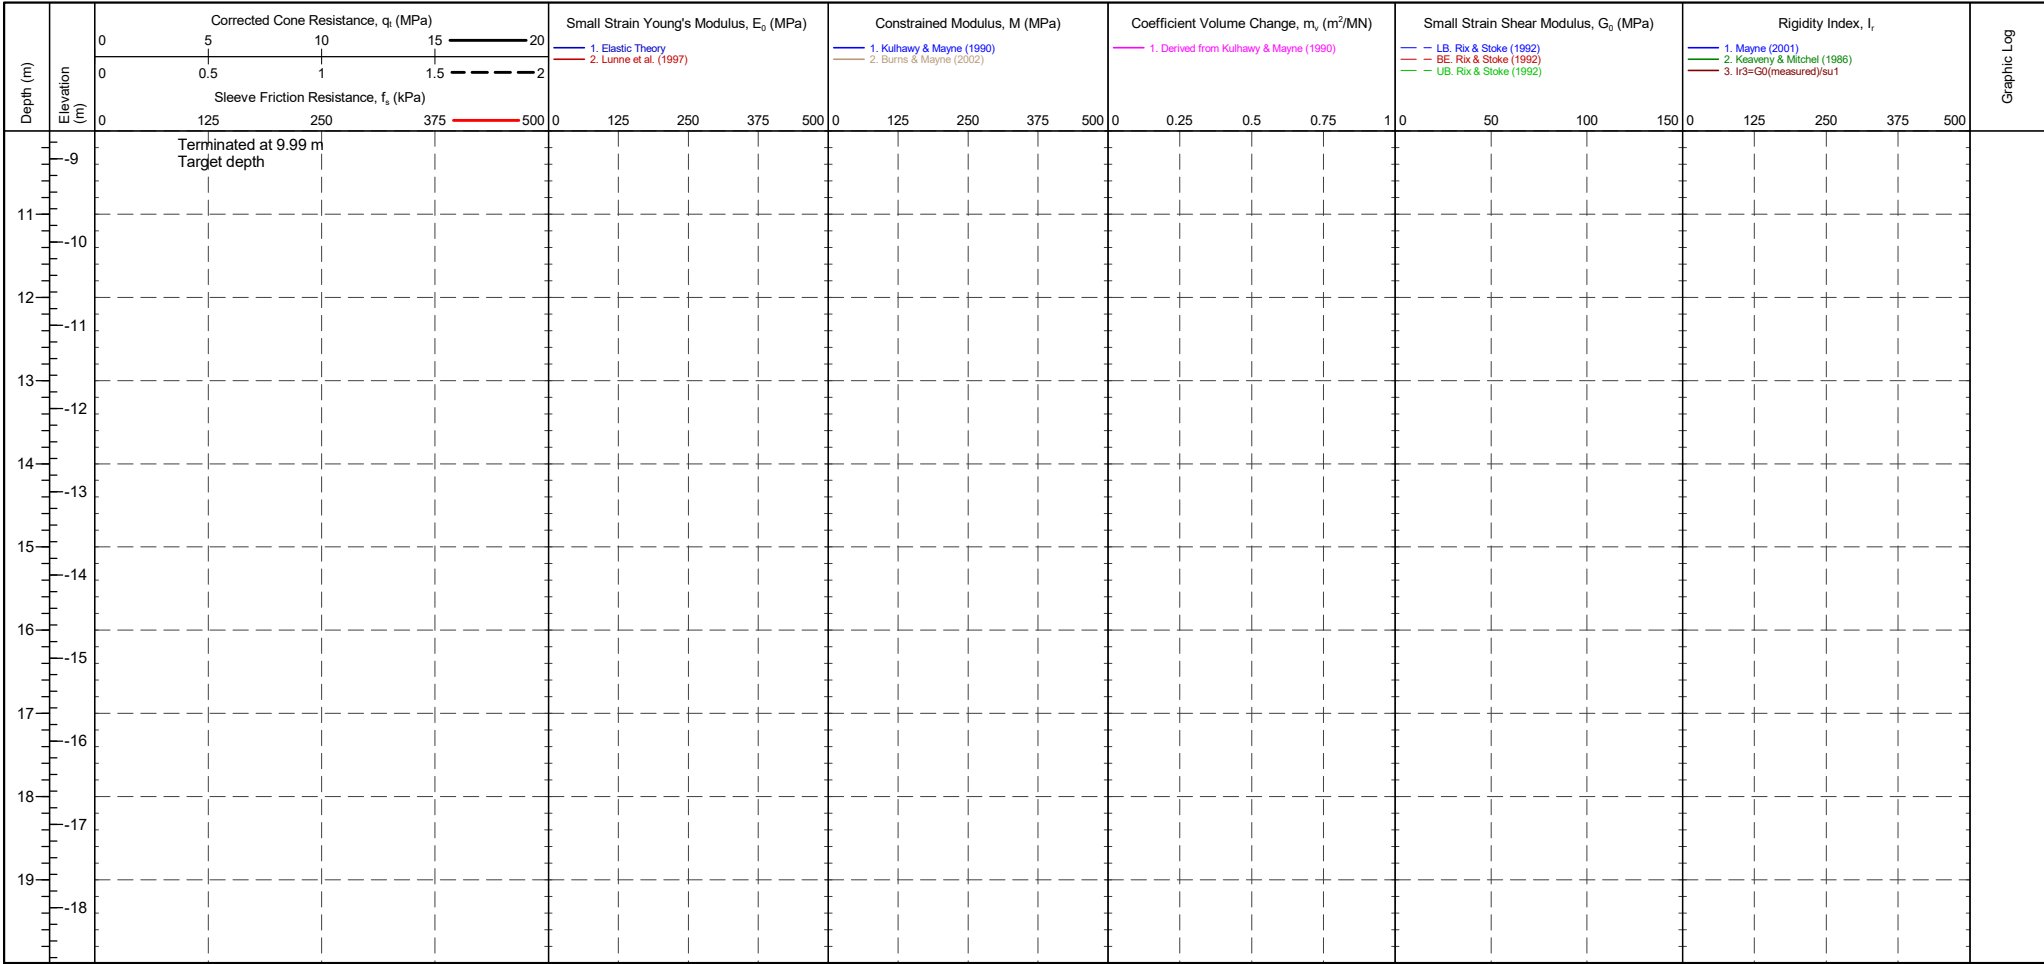 Depth (m)
Elevation (m)
Corrected Cone Resistance, qt (MPa)
0 5 10 15 20
0 0.5 1 1.5 2
Sleeve Friction Resistance, fs (kPa)
0 125 250 375 500
Small Strain Young's Modulus, E0 (MPa)
1. Elastic Theory
2. Lunne et al. (1997)
0 125 250 375 500
Constrained Modulus, M (MPa)
1. Kulhawy & Mayne (1990)
2. Burns & Mayne (2002)
0 125 250 375 500
Coefficient Volume Change, mv (m2/MN)
1. Derived from Kulhawy & Mayne (1990)
0 0.25 0.5 0.75 1
Small Strain Shear Modulus, G0 (MPa)
LB. Rix & Stoke (1992)
BE. Rix & Stoke (1992)
UB. Rix & Stoke (1992)
0 50 100 150
Rigidity Index, Ir
1. Mayne (2001)
2. Keaveny & Mitchel (1986)
3. Ir3=G0(measured)/su1
0 125 250 375 500
Graphic Log
Terminated at 9.99 m
Target depth
-9
11
-10
12
-11
13
-12
14
-13
15
-14
16
-15
17
-16
18
-17
19
-18